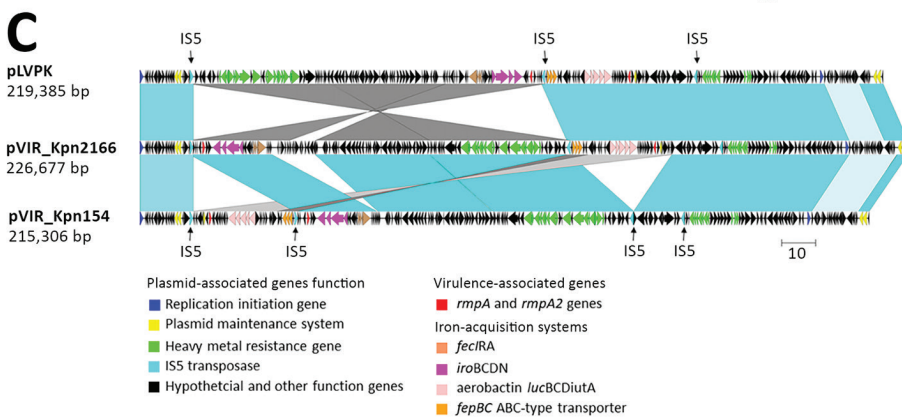 C
IS5 IS5 IS5
pLVPK
219,385 bp
pVIR_Kpn2166
226,677 bp
pVIR_Kpn154
215,306 bp
IS5 IS5 IS5 IS5
10
Plasmid-associated genes function
Replication initiation gene
Plasmid maintenance system
Heavy metal resistance gene
IS5 transposase
Hypothetcial and other function genes
Virulence-associated genes
rmpA and rmpA2 genes
Iron-acquisition systems
fecIRA
iroBCDN
aerobactin lucBCDiutA
fepBC ABC-type transporter